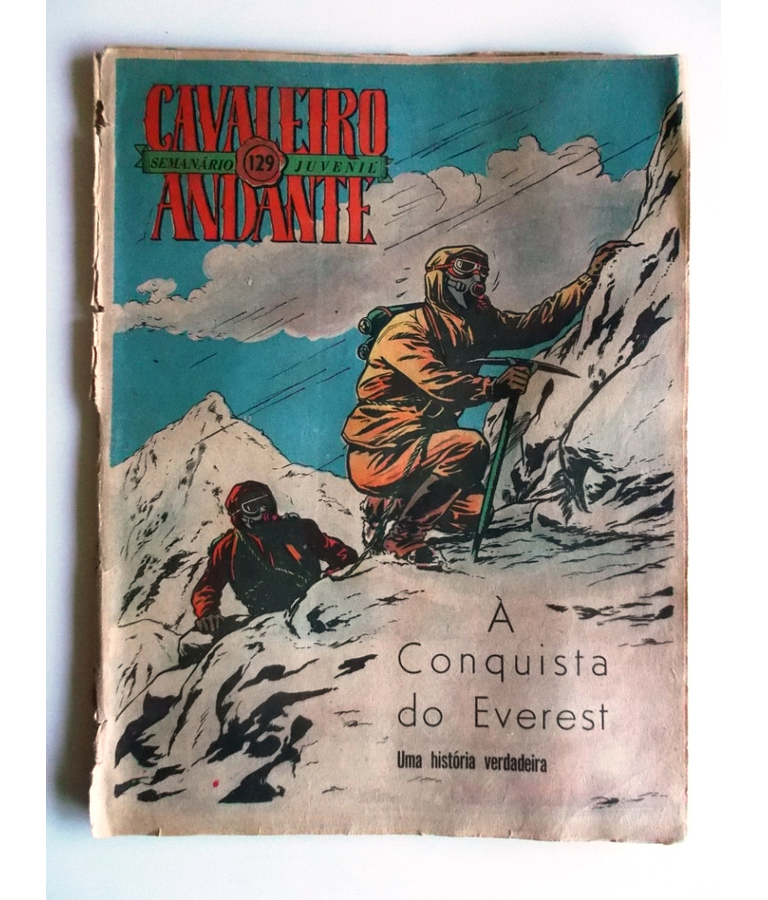 CAVALEIRO
SEMANÁRIO 129 JUVENIL
ANDANTE
À
Conquista
do Everest
Uma história verdadeira